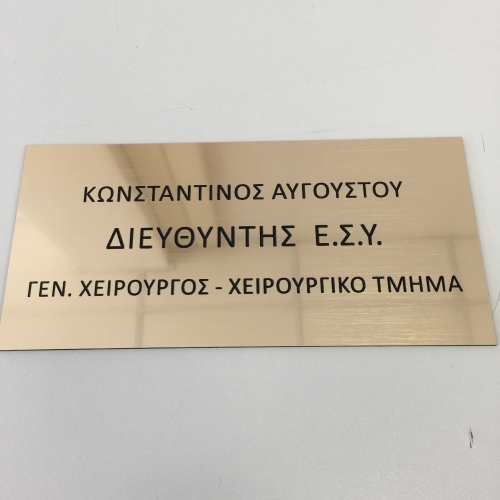 ΚΩΝΣΤΑΝΤΙΝΟΣ ΑΥΓΟΥΣΤΟΥ
ΔΙΕΥΘΥΝΤΗΣ Ε.Σ.Υ.
ΓΕΝ. ΧΕΙΡΟΥΡΓΟΣ - ΧΕΙΡΟΥΡΓΙΚΟ ΤΜΗΜΑ